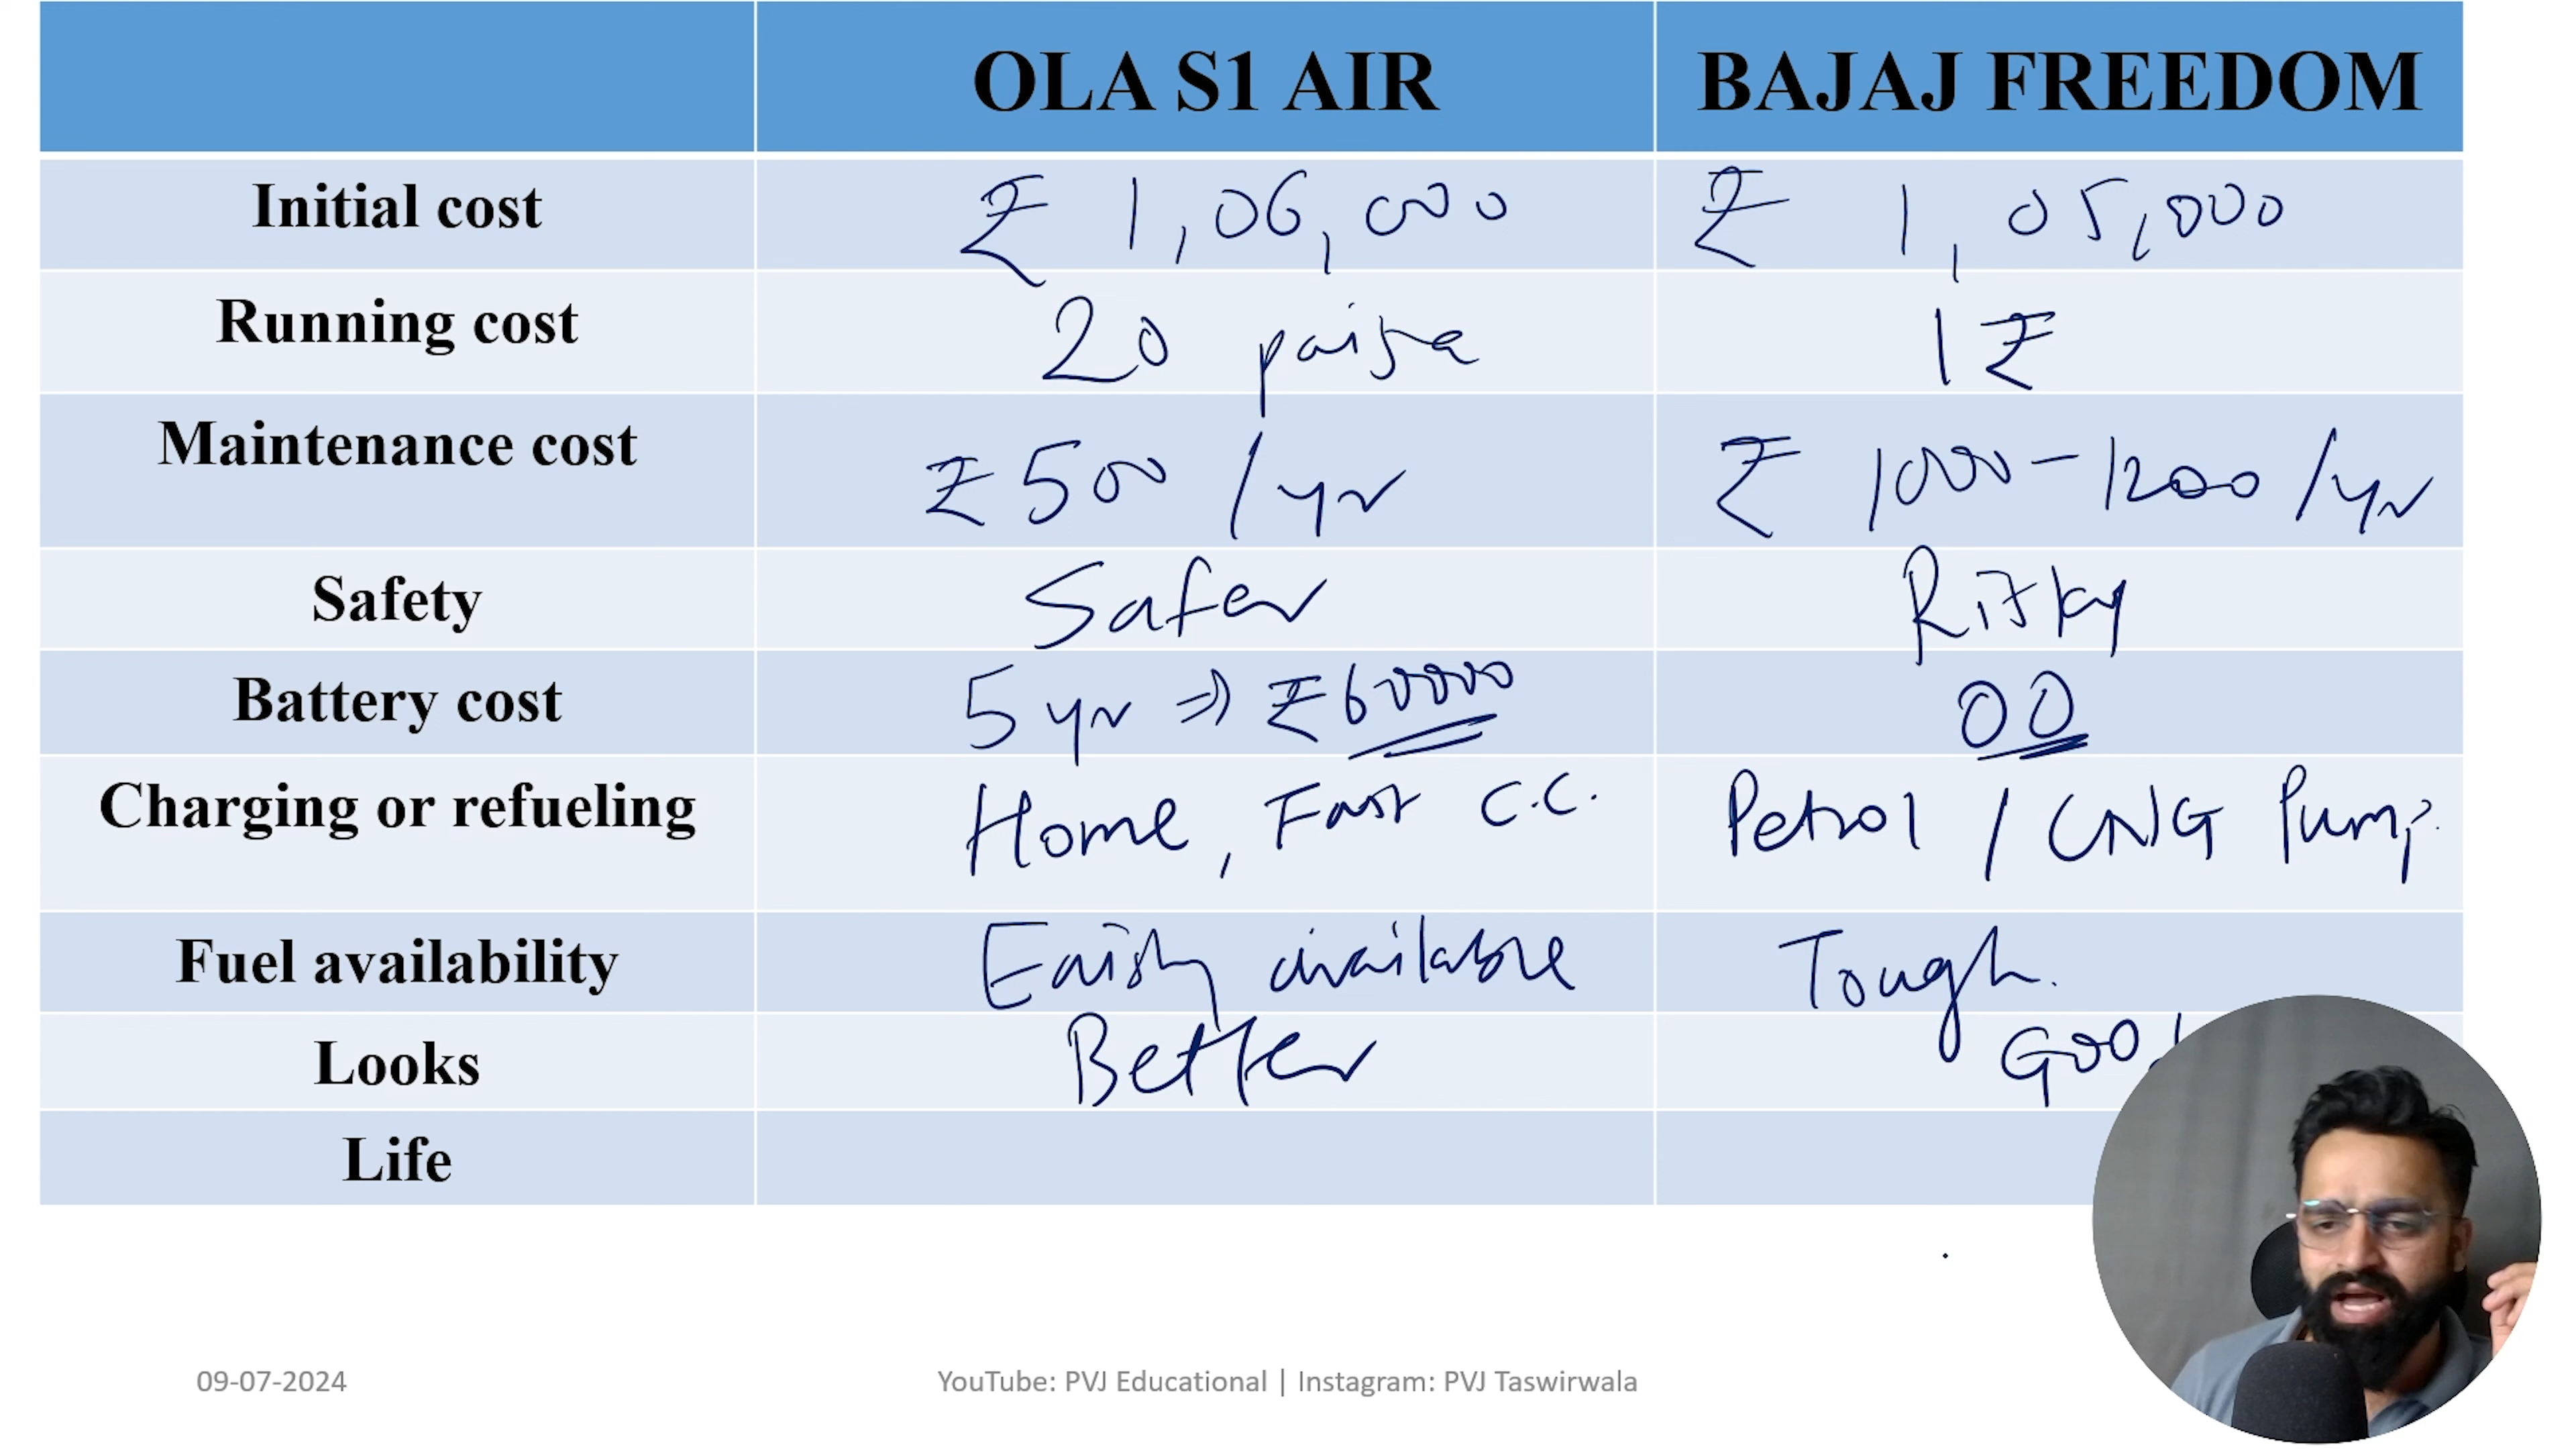 OLA S1 AIR BAJAJ FREEDOM
Initial cost ₹ 1,06,000 ₹ 1,05,000
Running cost 20 paisa 1₹
Maintenance cost ₹500 /yr ₹ 1000-1200 /yr
Safety Safer Risky
Battery cost 5 yr ⇒ ₹60000 00
Charging or refueling Home, Fast C.C. Petrol / CNG Pump.
Fuel availability Easily available Tough.
Looks Better Good
Life
09-07-2024 YouTube: PVJ Educational | Instagram: PVJ Taswirwala